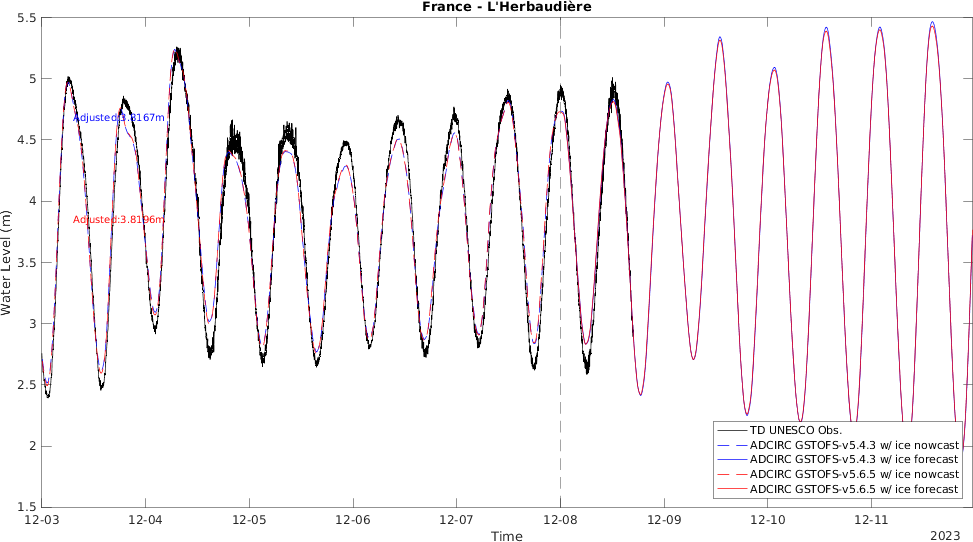 France - L'Herbaudière
5.5
5
4.5
4
3.5
3
2.5
2
1.5
Water Level (m)
Adjusted:3.8167m
Adjusted:3.8196m
TD UNESCO Obs.
ADCIRC GSTOFS-v5.4.3 w/ ice nowcast
ADCIRC GSTOFS-v5.4.3 w/ ice forecast
ADCIRC GSTOFS-v5.6.5 w/ ice nowcast
ADCIRC GSTOFS-v5.6.5 w/ ice forecast
12-03 12-04 12-05 12-06 12-07 12-08 12-09 12-10 12-11
Time
2023